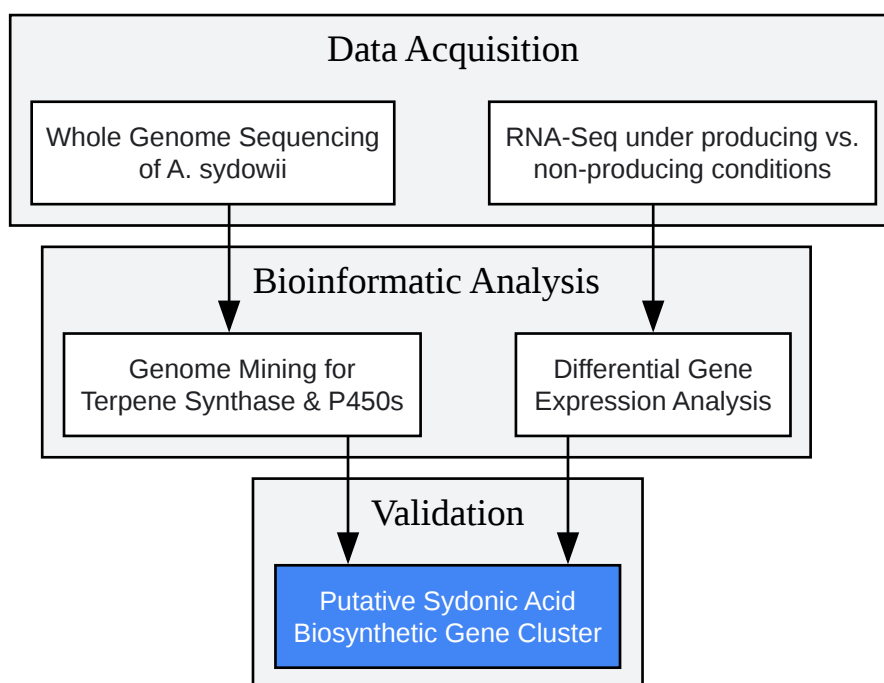 Data Acquisition
Whole Genome Sequencing
of A. sydowii
RNA-Seq under producing vs.
non-producing conditions
Bioinformatic Analysis
Genome Mining for
Terpene Synthase & P450s
Differential Gene
Expression Analysis
Validation
Putative Sydonic Acid
Biosynthetic Gene Cluster